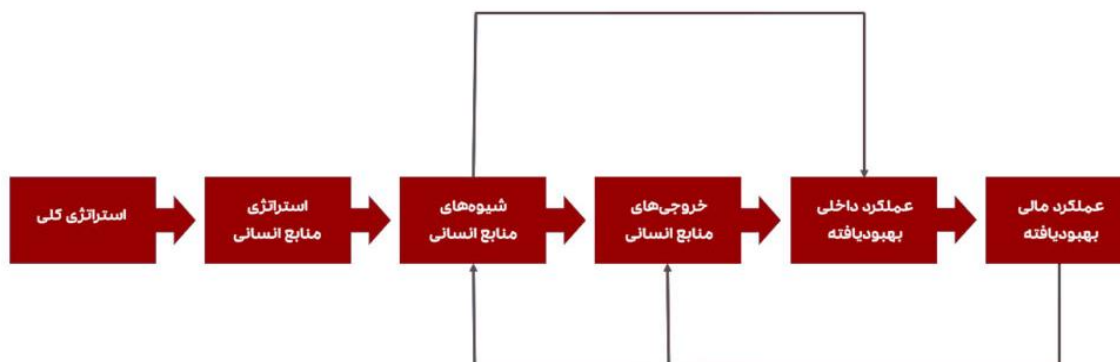 استراتژی کلی
استراتژی
منابع انسانی
شیوه‌های
منابع انسانی
خروجی‌های
منابع انسانی
عملکرد داخلی
بهبودیافته
عملکرد مالی
بهبودیافته